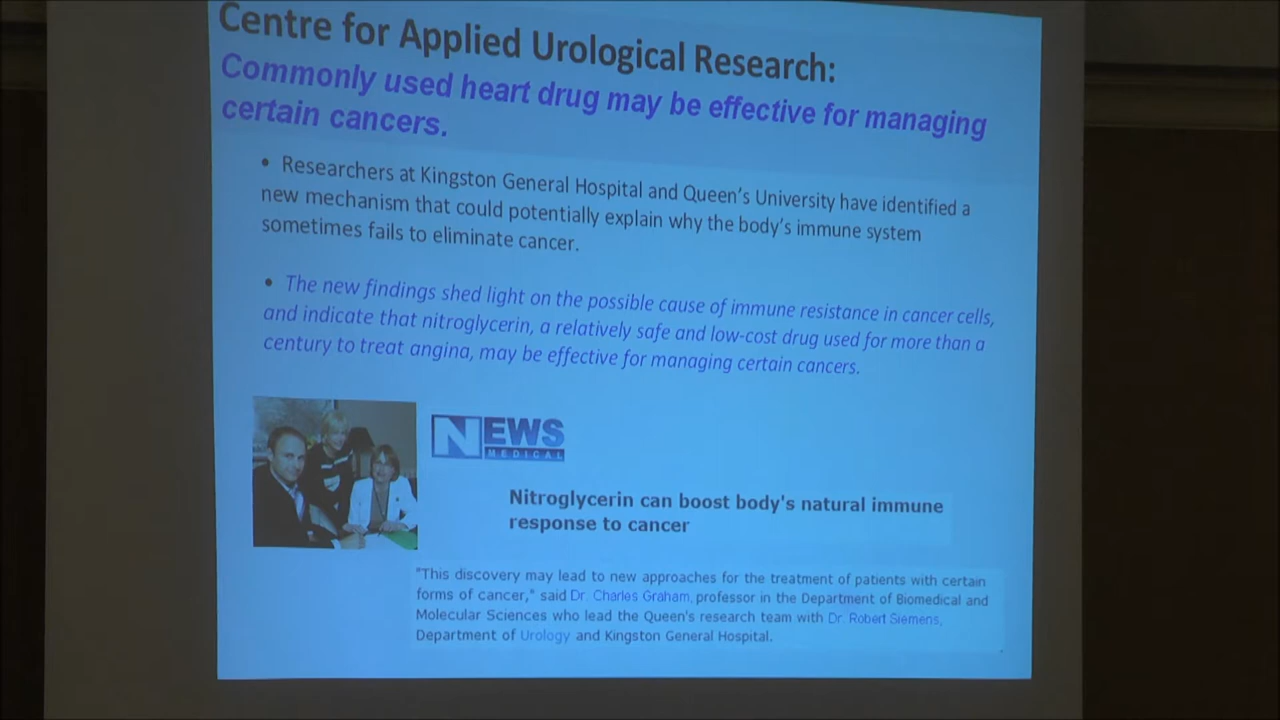 Centre for Applied Urological Research:
Commonly used heart drug may be effective for managing
certain cancers.
• Researchers at Kingston General Hospital and Queen's University have identified a
new mechanism that could potentially explain why the body's immune system
sometimes fails to eliminate cancer.
• The new findings shed light on the possible cause of immune resistance in cancer cells,
and indicate that nitroglycerin, a relatively safe and low-cost drug used for more than a
century to treat angina, may be effective for managing certain cancers.
NEWS
MEDICAL
Nitroglycerin can boost body's natural immune
response to cancer
"This discovery may lead to new approaches for the treatment of patients with certain
forms of cancer," said Dr. Charles Graham, professor in the Department of Biomedical and
Molecular Sciences who lead the Queen's research team with Dr. Robert Siemens,
Department of Urology and Kingston General Hospital.